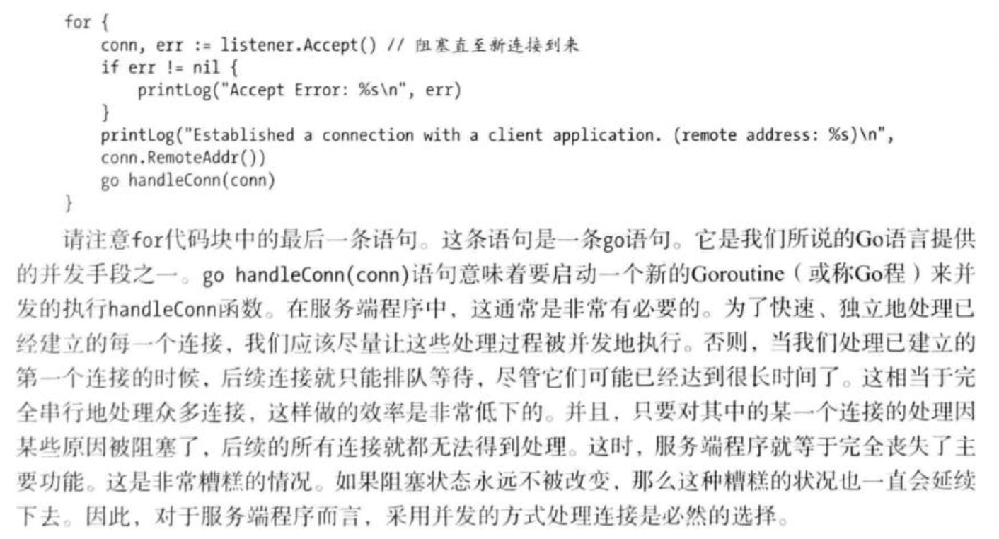 for {
    conn, err := listener.Accept() // 阻塞直至新连接到来
    if err != nil {
        printLog("Accept Error: %s\n", err)
    }
    printLog("Established a connection with a client application. (remote address: %s)\n",
    conn.RemoteAddr())
    go handleConn(conn)
}
请注意for代码块中的最后一条语句。这条语句是一条go语句。它是我们所说的Go语言提供
的并发手段之一。go handleConn(conn)语句意味着要启动一个新的Goroutine（或称Go程）来并
发的执行handleConn函数。在服务端程序中，这通常是非常有必要的。为了快速、独立地处理已
经建立的每一个连接，我们应该尽量让这些处理过程被并发地执行。否则，当我们处理已建立的
第一个连接的时候，后续连接就只能排队等待，尽管它们可能已经达到很长时间了。这相当于完
全串行地处理众多连接，这样做的效率是非常低下的。并且，只要对其中的某一个连接的处理因
某些原因被阻塞了，后续的所有连接就都无法得到处理。这时，服务端程序就等于完全丧失了主
要功能。这是非常糟糕的情况。如果阻塞状态永远不被改变，那么这种糟糕的状况也一直会延续
下去。因此，对于服务端程序而言，采用并发的方式处理连接是必然的选择。